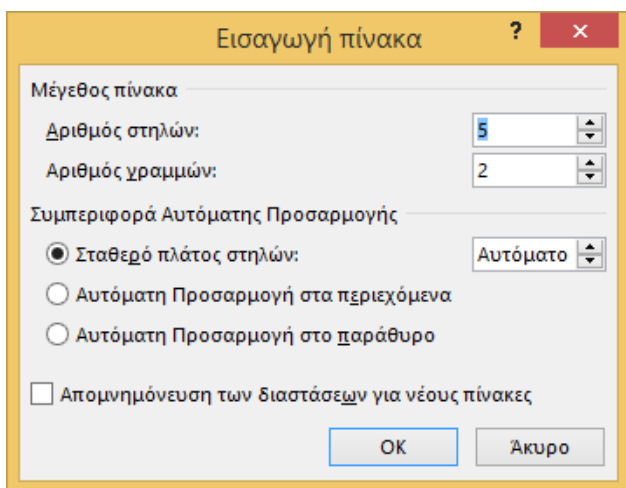 Εισαγωγή πίνακα ? ×
Μέγεθος πίνακα
Αριθμός στηλών: 5
Αριθμός γραμμών: 2
Συμπεριφορά Αυτόματης Προσαρμογής
Σταθερό πλάτος στηλών: Αυτόματο
Αυτόματη Προσαρμογή στα περιεχόμενα
Αυτόματη Προσαρμογή στο παράθυρο
Απομνημόνευση των διαστάσεων για νέους πίνακες
OK Άκυρο